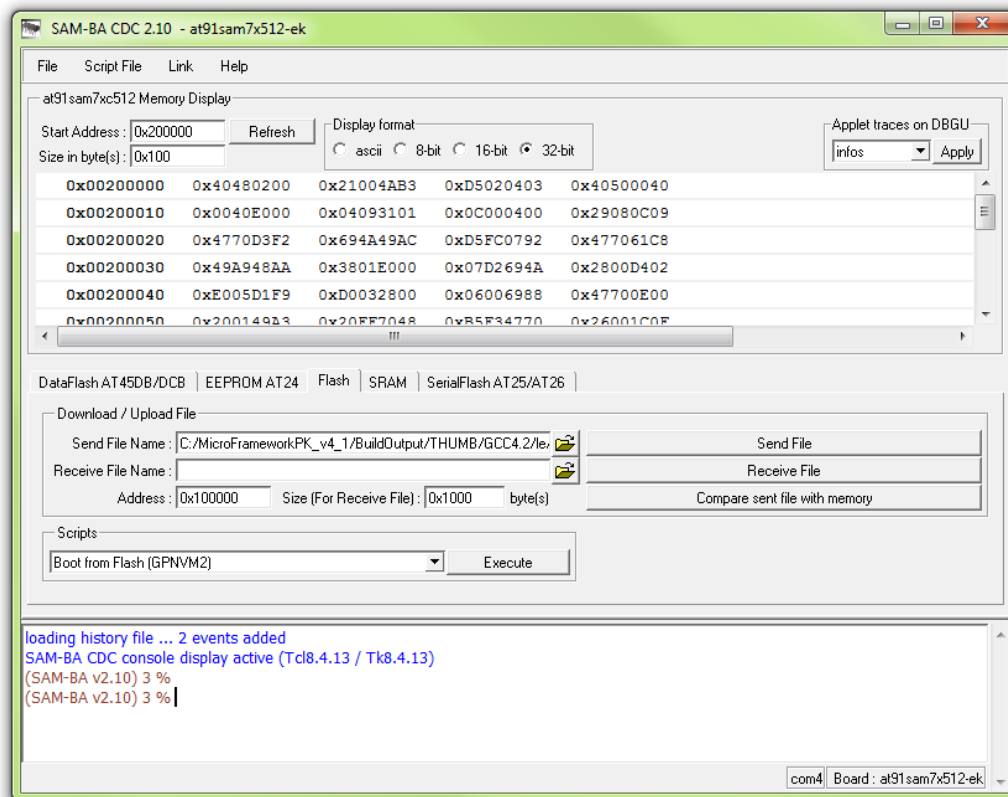 SAM-BA CDC 2.10 - at91sam7x512-ek
File Script File Link Help
at91sam7xc512 Memory Display
Start Address : 0x200000 Refresh Display format Applet traces on DBGU
Size in byte(s) : 0x100 ascii 8-bit 16-bit 32-bit infos Apply
0x00200000 0x40480200 0x21004AB3 0xD5020403 0x40500040
0x00200010 0x0040E000 0x04093101 0x0C000400 0x29080C09
0x00200020 0x4770D3F2 0x694A49AC 0xD5FC0792 0x477061C8
0x00200030 0x49A948AA 0x3801E000 0x07D2694A 0x2800D402
0x00200040 0xE005D1F9 0xD0032800 0x06006988 0x47700E00
0x00200050 0x200149A3 0x20FF7048 0xB5F34770 0x26001C0F
DataFlash AT45DB/DCB EEPROM AT24 Flash SRAM SerialFlash AT25/AT26
Download / Upload File
Send File Name : C:/MicroFrameworkPK_v4_1/BuildOutput/THUMB/GCC4.2/le/ Send File
Receive File Name : Receive File
Address : 0x100000 Size (For Receive File) : 0x1000 byte(s) Compare sent file with memory
Scripts
Boot from Flash (GPNVM2) Execute
loading history file ... 2 events added
SAM-BA CDC console display active (Tcl8.4.13 / Tk8.4.13)
(SAM-BA v2.10) 3 %
(SAM-BA v2.10) 3 %
com4 Board : at91sam7x512-ek